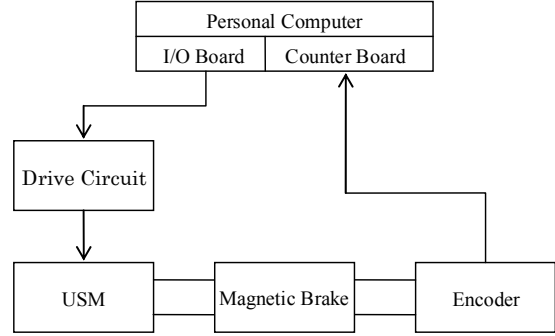 Personal Computer
I/O Board
Counter Board
Drive Circuit
USM
Magnetic Brake
Encoder